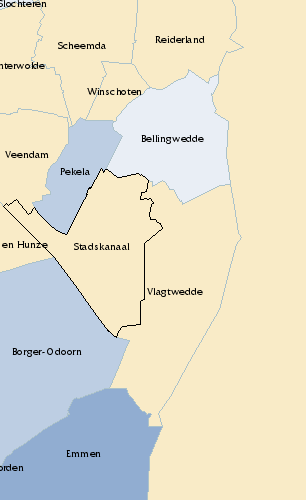 Slochteren
Reiderland
Scheemda
nterwolde
Winschoten
Bellingwedde
Veendam
Pekela
en Hunze
Stadskanaal
Vlagtwedde
Borger-Odoorn
Emmen
orden